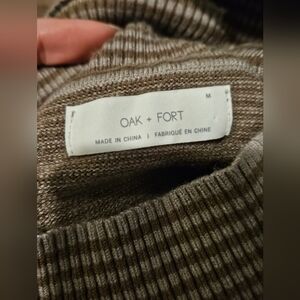 M
OAK + FORT
MADE IN CHINA | FABRIQUÉ EN CHINE